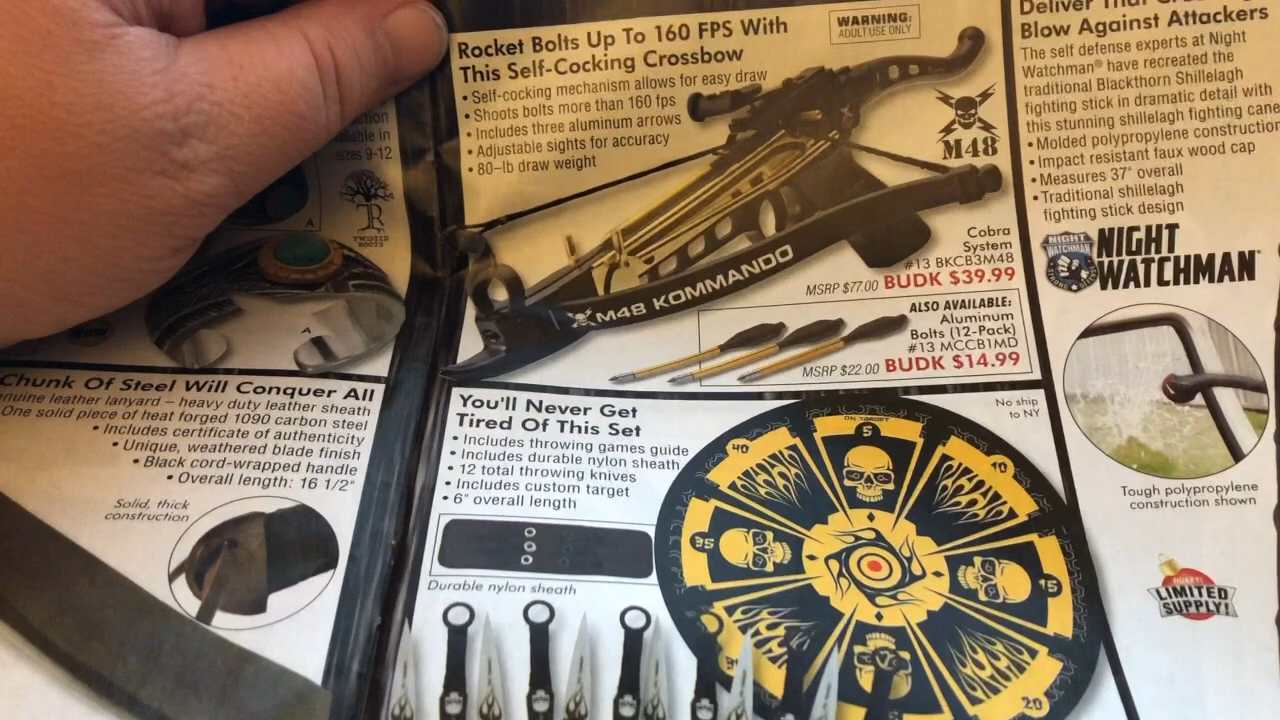 Rocket Bolts Up To 160 FPS With
This Self-Cocking Crossbow
• Self-cocking mechanism allows for easy draw
• Shoots bolts more than 160 fps
• Includes three aluminum arrows
• Adjustable sights for accuracy
• 80-lb draw weight
WARNING:
ADULT USE ONLY
M48
M48 KOMMANDO
Cobra
System
#13 BKCB3M48
MSRP $77.00 BUDK $39.99
ALSO AVAILABLE:
Aluminum
Bolts (12-Pack)
#13 MCCB1MD
MSRP $22.00 BUDK $14.99
Blow Against Attackers
The self defense experts at Night
Watchman® have recreated the
traditional Blackthorn Shillelagh
fighting stick in dramatic detail with
this stunning shillelagh fighting cane
• Molded polypropylene construction
• Impact resistant faux wood cap
• Measures 37" overall
• Traditional shillelagh
fighting stick design
NIGHT
WATCHMAN
NIGHT
WATCHMAN
Tough polypropylene
construction shown
HURRY!
LIMITED
SUPPLY!
sizes 9-12
A
TR
TWISTED
ROOTS
A
Chunk Of Steel Will Conquer All
leather lanyard – heavy duty leather sheath
One solid piece of heat forged 1090 carbon steel
• Includes certificate of authenticity
• Unique, weathered blade finish
• Black cord-wrapped handle
• Overall length: 16 1/2"
Solid, thick
construction
You'll Never Get
Tired Of This Set
• Includes throwing games guide
• Includes durable nylon sheath
• 12 total throwing knives
• Includes custom target
• 6" overall length
Durable nylon sheath
No ship
to NY
ON TARGET
5
10
15
20
35
40